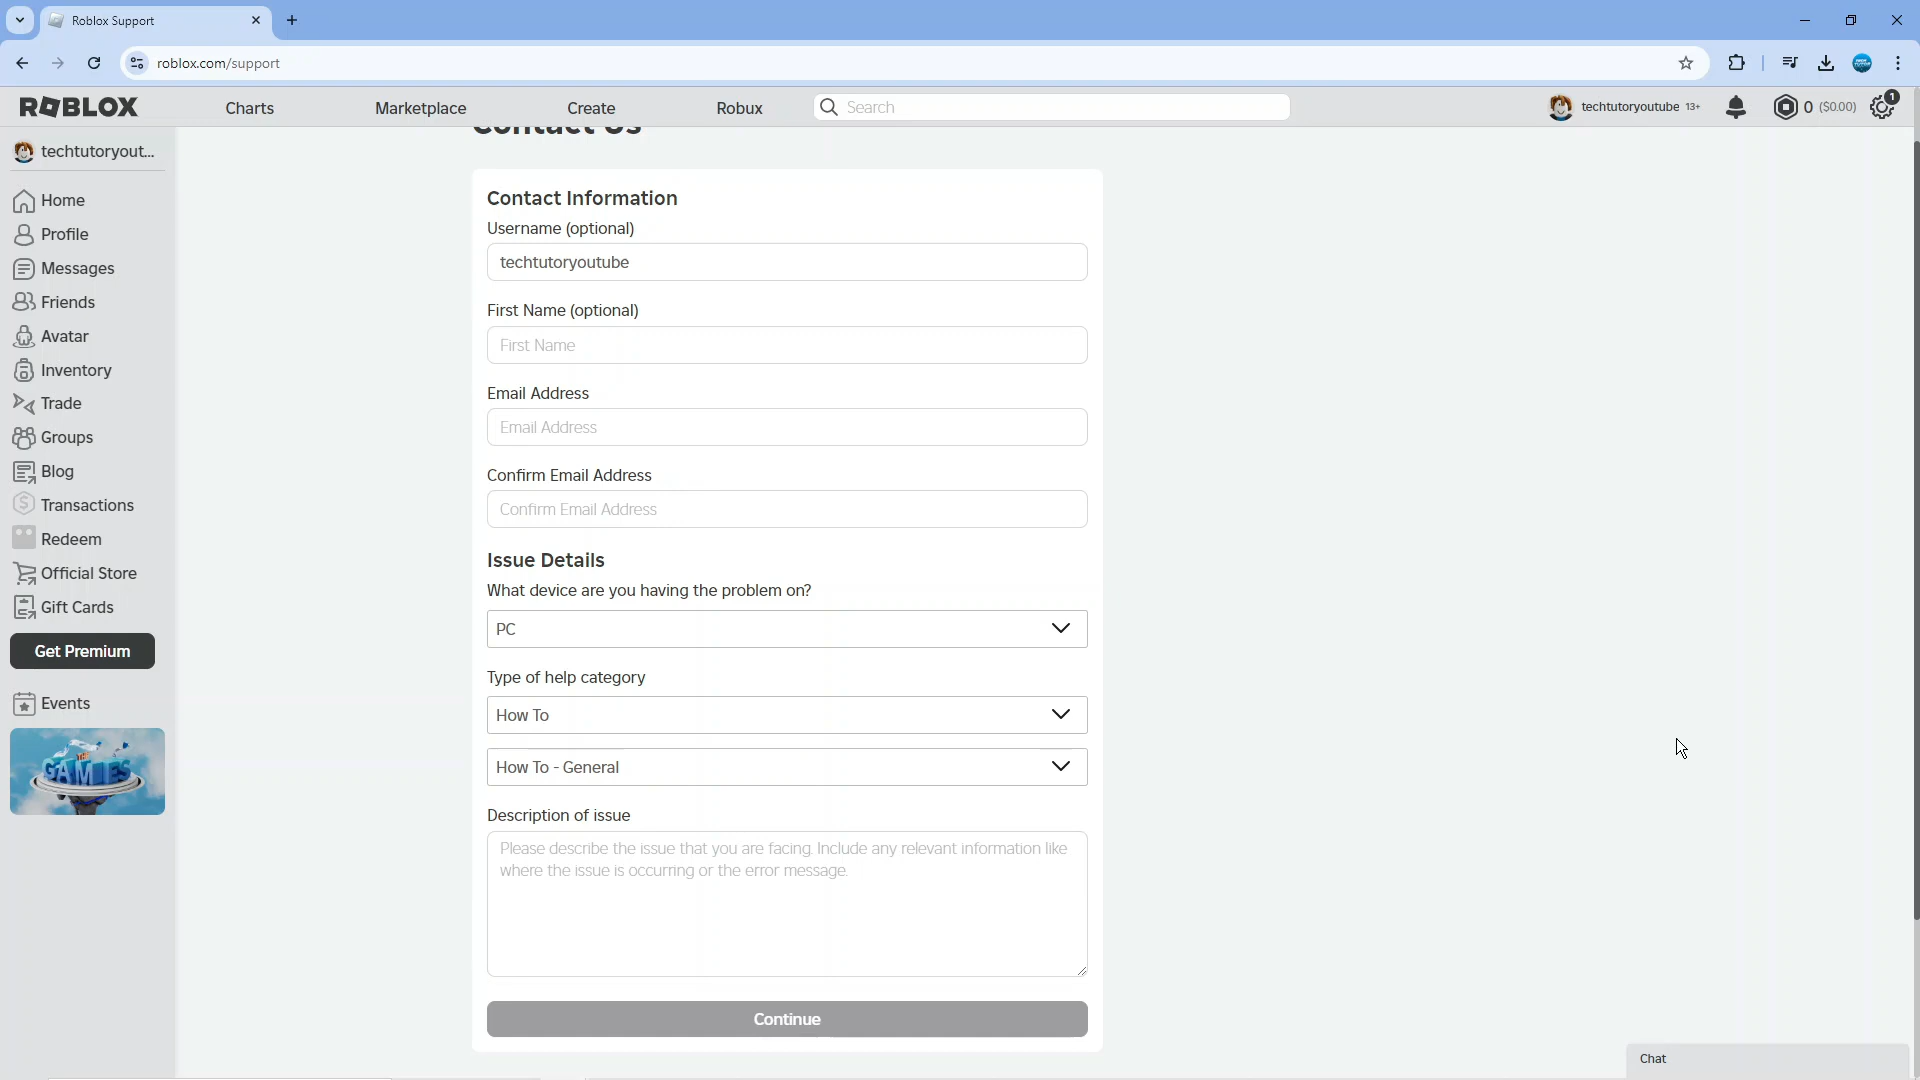 Roblox Support
roblox.com/support
ROBLOX
Charts
Marketplace
Create
Robux
Search
techtutoryoutube 13+
0 ($0.00)
1
Contact Us
techtutoryout...
Home
Profile
Messages
Friends
Avatar
Inventory
Trade
Groups
Blog
Transactions
Redeem
Official Store
Gift Cards
Get Premium
Events
THE
GAMES
Contact Information
Username (optional)
techtutoryoutube
First Name (optional)
First Name
Email Address
Email Address
Confirm Email Address
Confirm Email Address
Issue Details
What device are you having the problem on?
PC
Type of help category
How To
How To - General
Description of issue
Please describe the issue that you are facing. Include any relevant information like
where the issue is occurring or the error message.
Continue
Chat